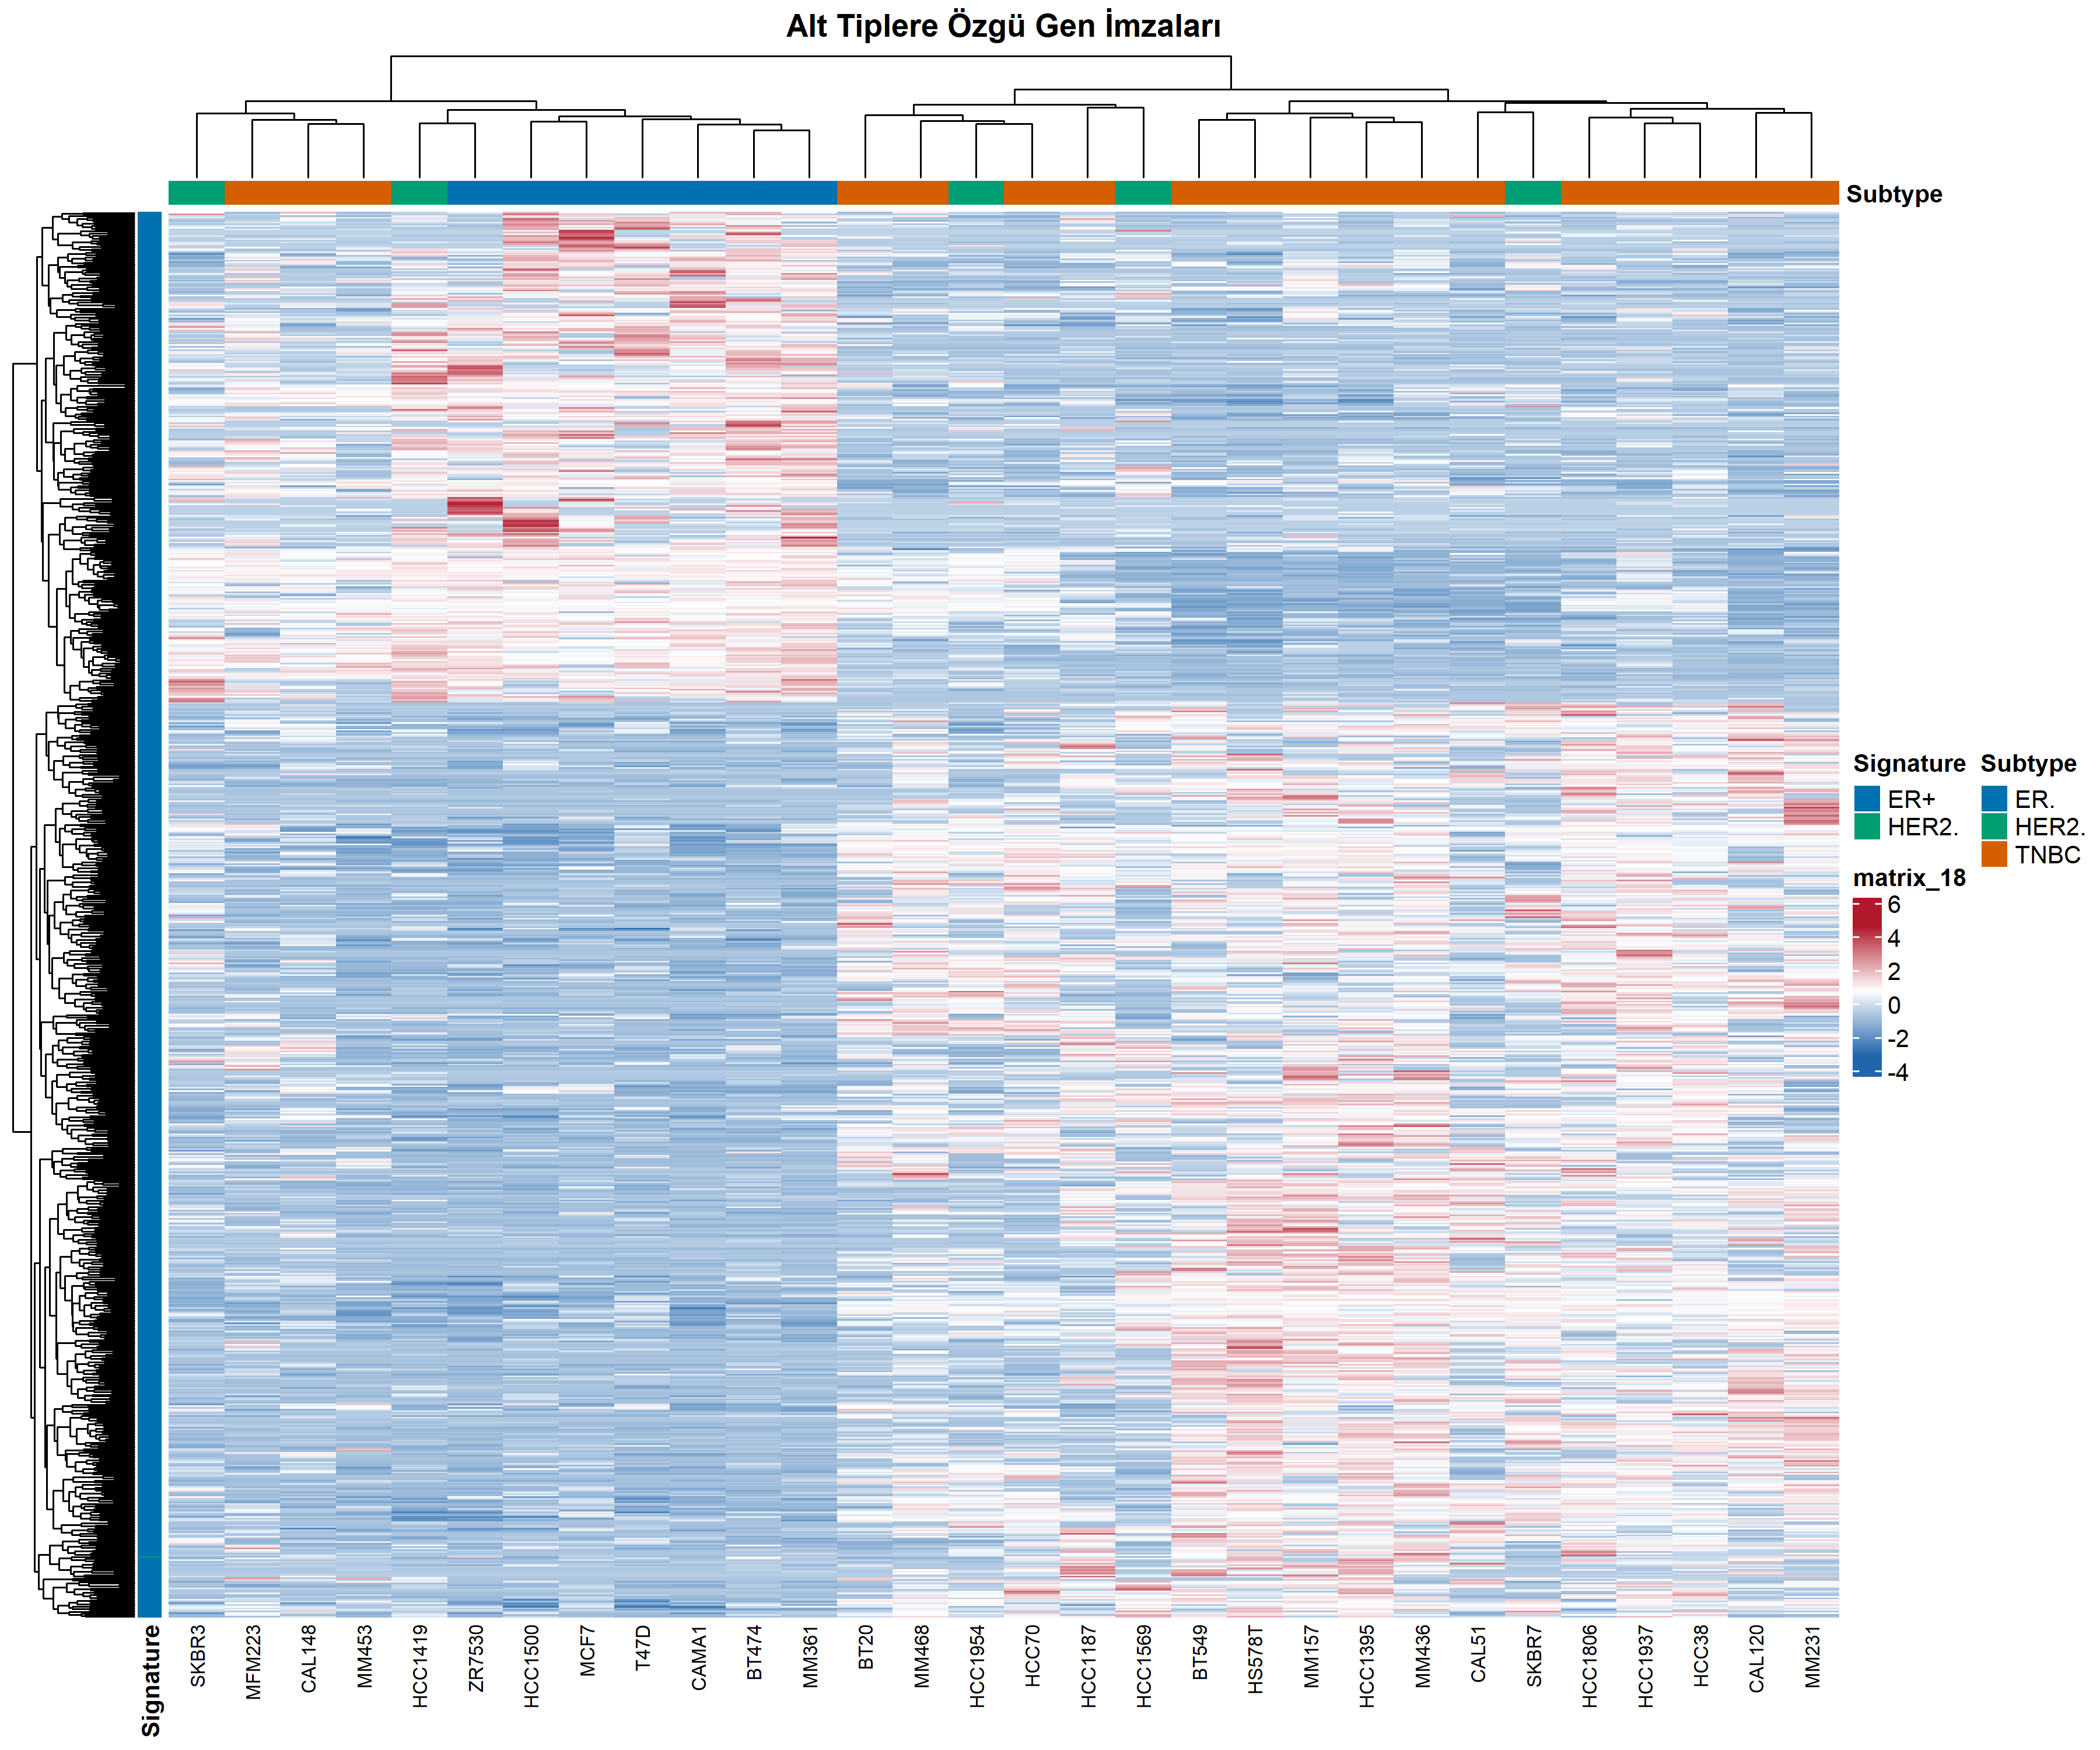 Alt Tiplere Özgü Gen İmzaları
Subtype
Signature
ER+
HER2.
Subtype
ER.
HER2.
TNBC
matrix_18
6
4
2
0
-2
-4
Signature
SKBR3
MFM223
CAL148
MM453
HCC1419
ZR7530
HCC1500
MCF7
T47D
CAMA1
BT474
MM361
BT20
MM468
HCC1954
HCC70
HCC1187
HCC1569
BT549
HS578T
MM157
HCC1395
MM436
CAL51
SKBR7
HCC1806
HCC1937
HCC38
CAL120
MM231